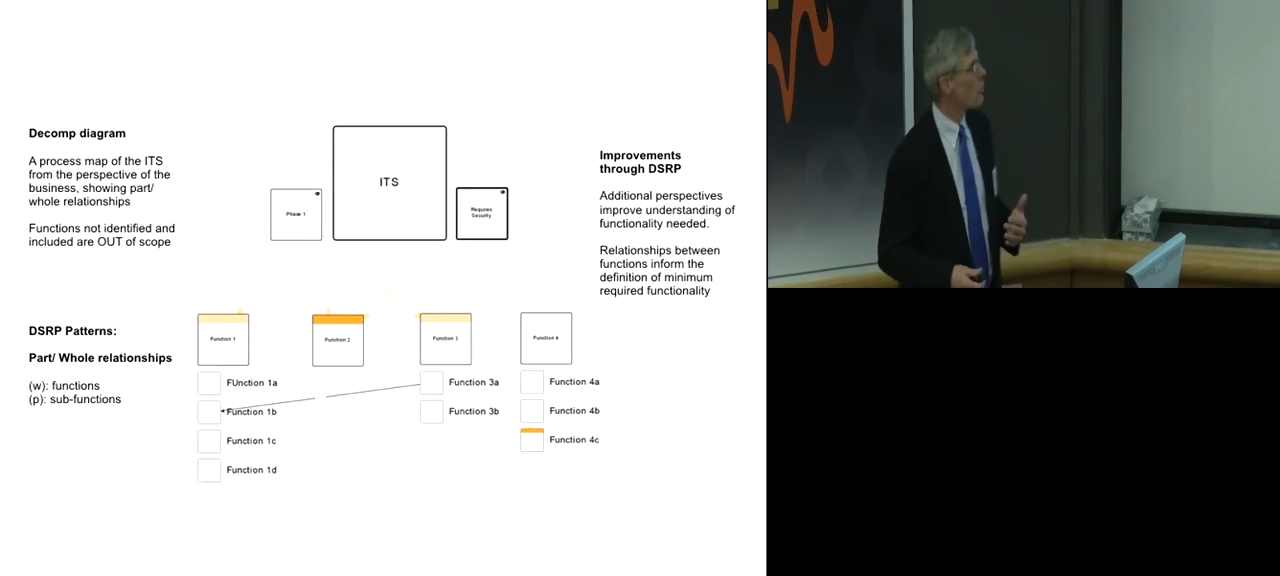 Decomp diagram
A process map of the ITS
from the perspective of the
business, showing part/
whole relationships
Functions not identified and
included are OUT of scope
ITS
Phase 1
Requires
Security
Improvements
through DSRP
Additional perspectives
improve understanding of
functionality needed.
Relationships between
functions inform the
definition of minimum
required functionality
DSRP Patterns:
Part/ Whole relationships
(w): functions
(p): sub-functions
Function 1
FUnction 1a
Function 1b
Function 1c
Function 1d
Function 2
Function 3
Function 3a
Function 3b
Function 4
Function 4a
Function 4b
Function 4c